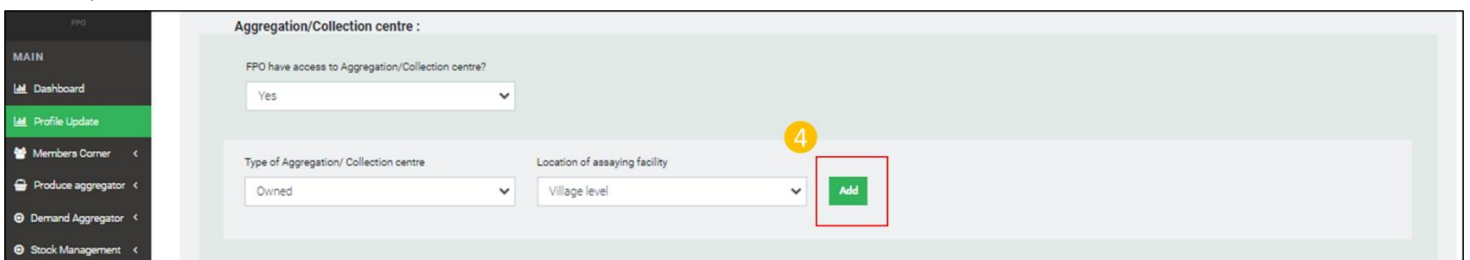 FPO
MAIN
Dashboard
Profile Update
Members Corner
Produce aggregator
Demand Aggregator
Stock Management
Aggregation/Collection centre :
FPO have access to Aggregation/Collection centre?
Yes
4
Type of Aggregation/ Collection centre Location of assaying facility
Owned Village level Add